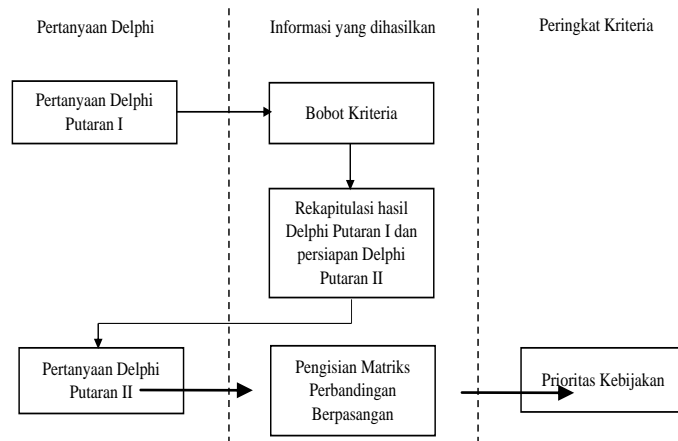 Pertanyaan Delphi
Informasi yang dihasilkan
Peringkat Kriteria
Pertanyaan Delphi
Putaran I
Bobot Kriteria
Rekapitulasi hasil
Delphi Putaran I dan
persiapan Delphi
Putaran II
Pertanyaan Delphi
Putaran II
Pengisian Matriks
Perbandingan
Berpasangan
Prioritas Kebijakan